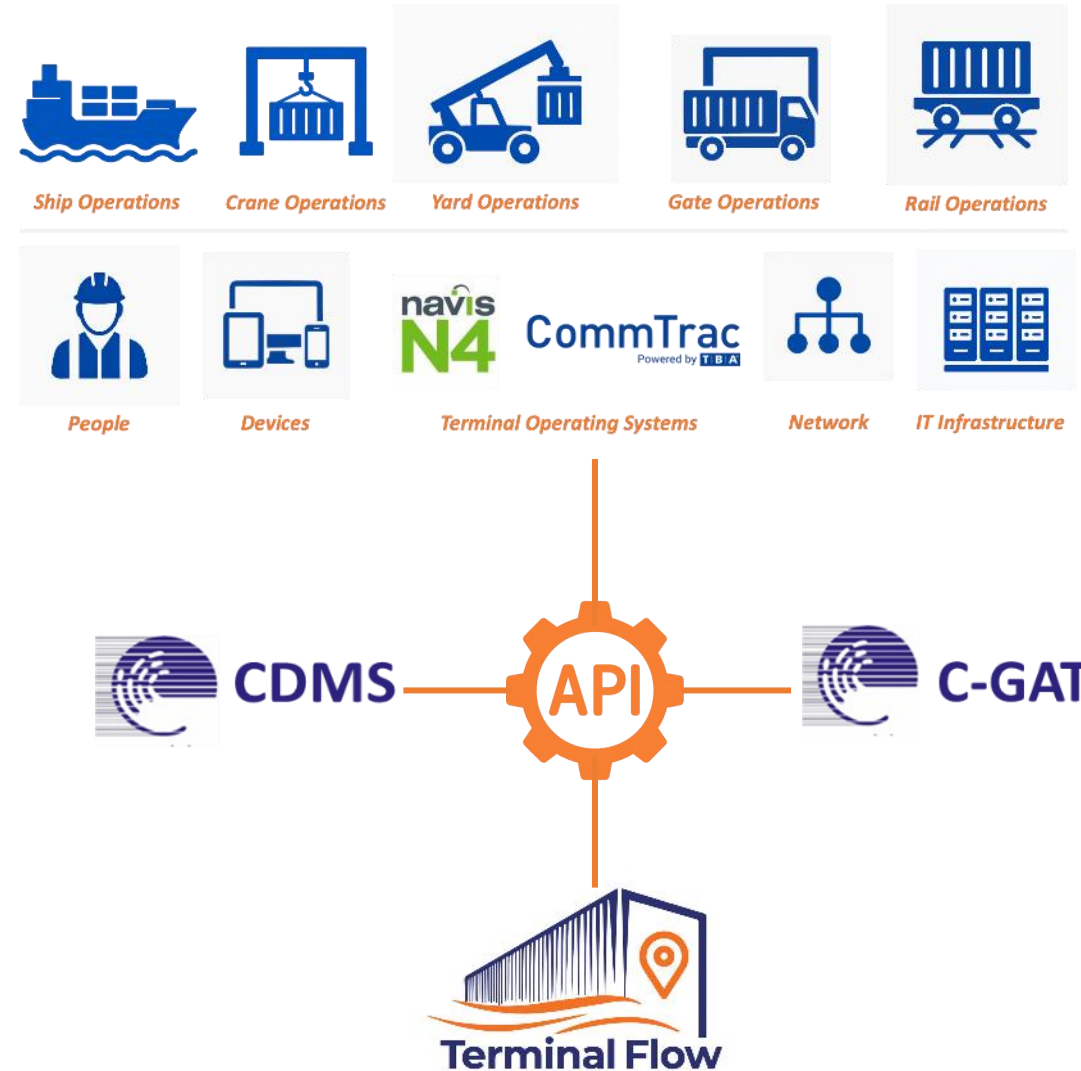 Ship Operations
Crane Operations
Yard Operations
Gate Operations
Rail Operations
navis
N4
CommTrac
Powered by TBA
People
Devices
Terminal Operating Systems
Network
IT Infrastructure
CDMS
API
C-GAT
Terminal Flow